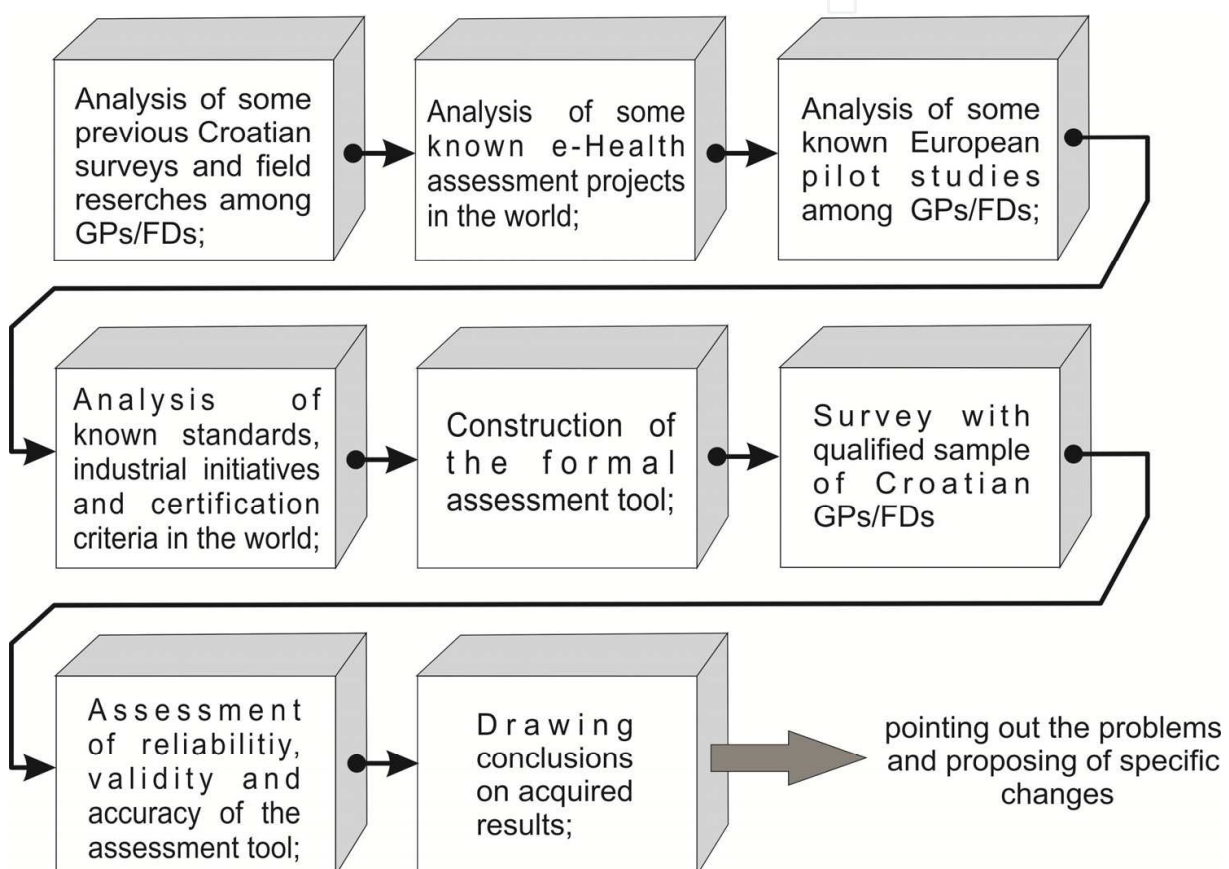 Analysis of some
previous Croatian
surveys and field
reserches among
GPs/FDs;
Analysis of some
known e-Health
assessment projects
in the world;
Analysis of some
known European
pilot studies
among GPs/FDs;
Analysis of
known standards,
industrial initiatives
and certification
criteria in the world;
Construction of
the formal
assessment tool;
Survey with
qualified sample
of Croatian
GPs/FDs
Assessment
of reliabilitiy,
validity and
accuracy of the
assessment tool;
Drawing
conclusions
on acquired
results;
pointing out the problems
and proposing of specific
changes